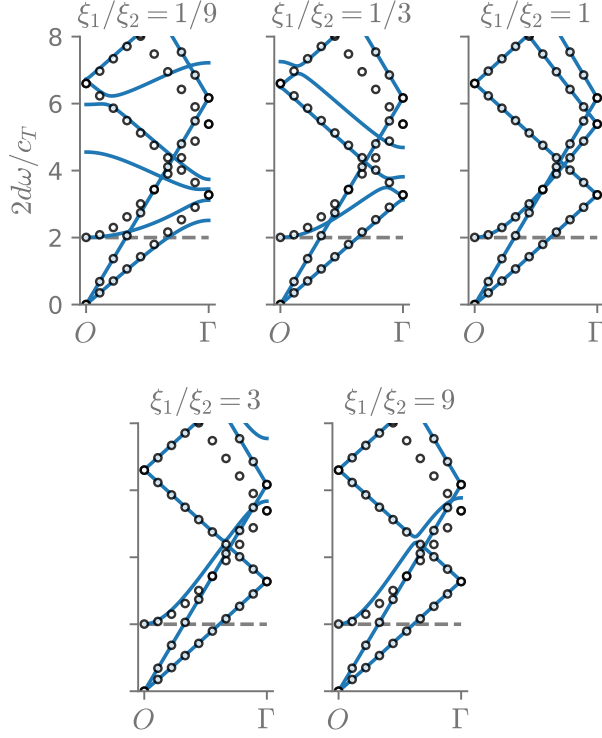 ξ₁/ξ₂ = 1/9 ξ₁/ξ₂ = 1/3 ξ₁/ξ₂ = 1
8
6
4
2
0
2dω/c_T
O Γ O Γ O Γ
ξ₁/ξ₂ = 3 ξ₁/ξ₂ = 9
O Γ O Γ